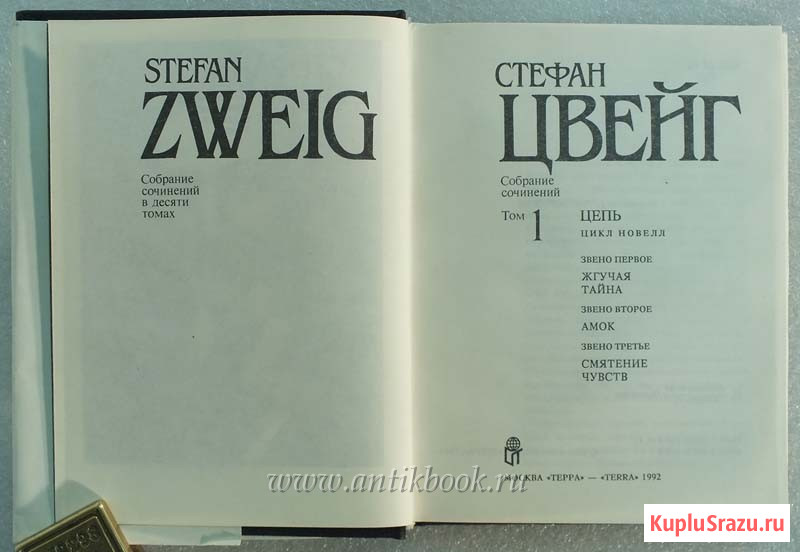 STEFAN
ZWEIG
Собрание
сочинений
в десяти
томах
СТЕФАН
ЦВЕЙГ
Собрание
сочинений
Том 1
ЦЕПЬ
ЦИКЛ НОВЕЛЛ
ЗВЕНО ПЕРВОЕ
ЖГУЧАЯ
ТАЙНА
ЗВЕНО ВТОРОЕ
АМОК
ЗВЕНО ТРЕТЬЕ
СМЯТЕНИЕ
ЧУВСТВ
МОСКВА «ТЕРРА» — «TERRA» 1992
www.antikbook.ru
KupluSrazu.ru